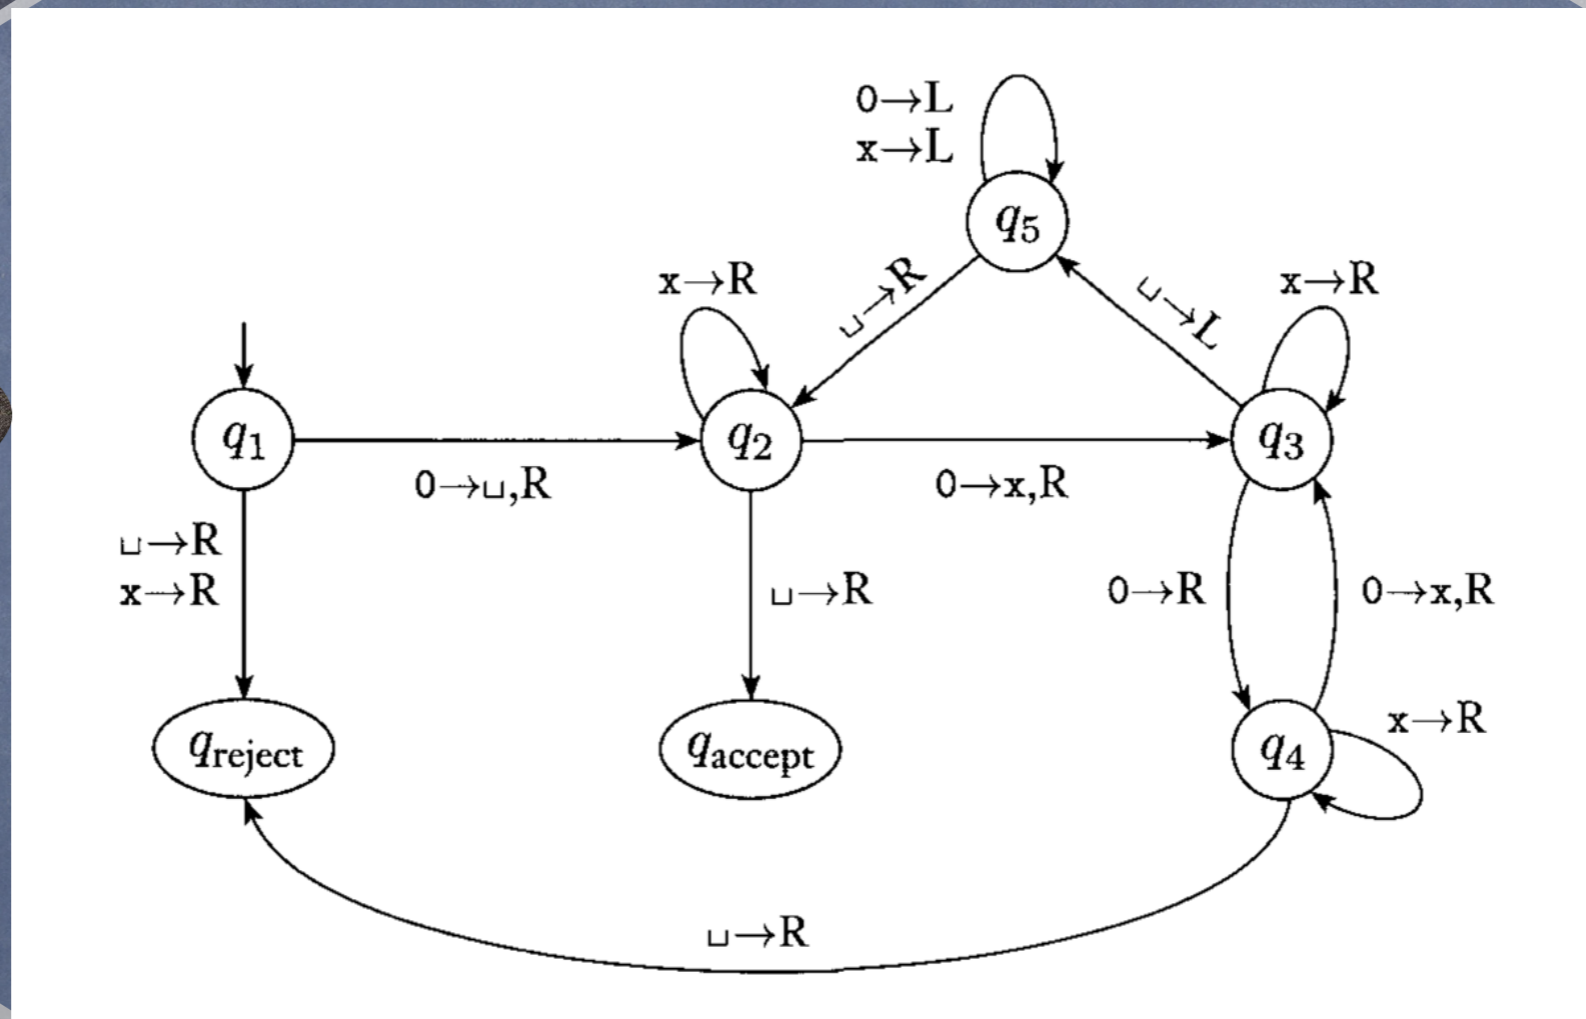 0→L
x→L
q5
x→R
⊔→R
⊔→L
x→R
q1
0→⊔,R
q2
0→x,R
q3
⊔→R
x→R
⊔→R
0→R
0→x,R
qreject
qaccept
q4
x→R
⊔→R